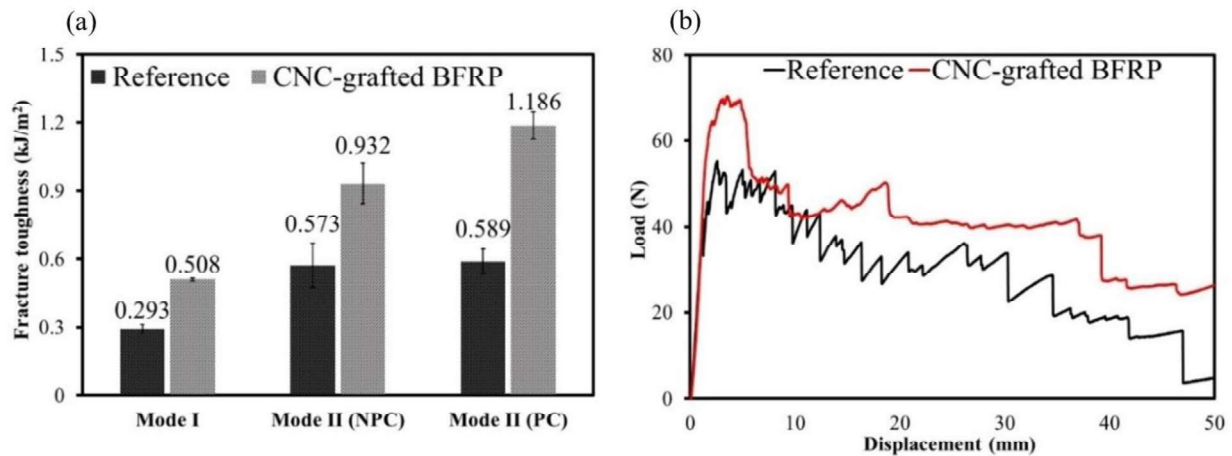 (a)
Fracture toughness (kJ/m²)
1.5
1.2
0.9
0.6
0.3
0
Reference CNC-grafted BFRP
0.293
0.508
0.573
0.932
0.589
1.186
Mode I Mode II (NPC) Mode II (PC)
(b)
Load (N)
80
60
40
20
0
Reference CNC-grafted BFRP
0 10 20 30 40 50
Displacement (mm)